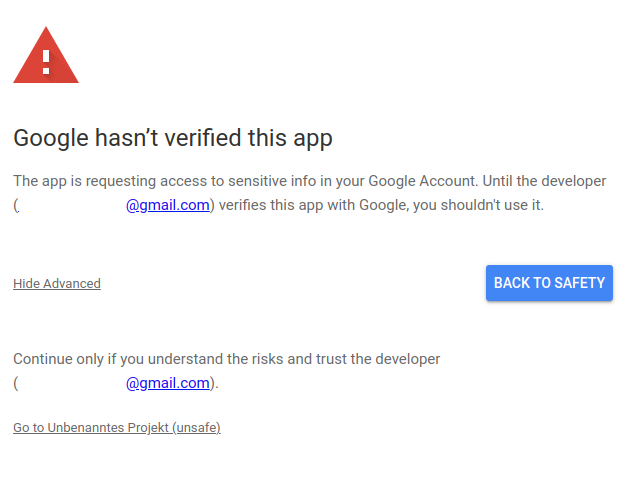 Google hasn’t verified this app
The app is requesting access to sensitive info in your Google Account. Until the developer
( @gmail.com) verifies this app with Google, you shouldn't use it.
Hide Advanced
BACK TO SAFETY
Continue only if you understand the risks and trust the developer
( @gmail.com).
Go to Unbenanntes Projekt (unsafe)